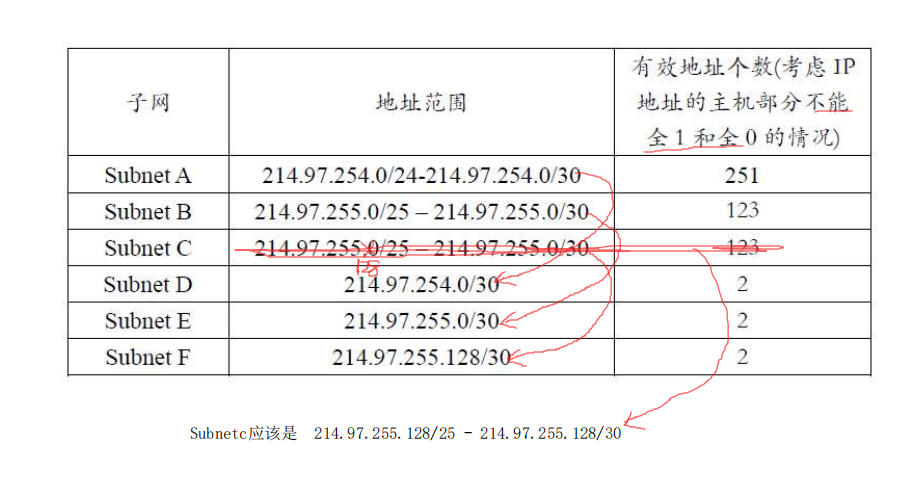 子网 地址范围 有效地址个数(考虑 IP
地址的主机部分不能
全 1 和全 0 的情况)
Subnet A 214.97.254.0/24-214.97.254.0/30 251
Subnet B 214.97.255.0/25 – 214.97.255.0/30 123
Subnet C 214.97.255.0/25 – 214.97.255.0/30 123
128
Subnet D 214.97.254.0/30 2
Subnet E 214.97.255.0/30 2
Subnet F 214.97.255.128/30 2
Subnetc应该是 214.97.255.128/25 - 214.97.255.128/30